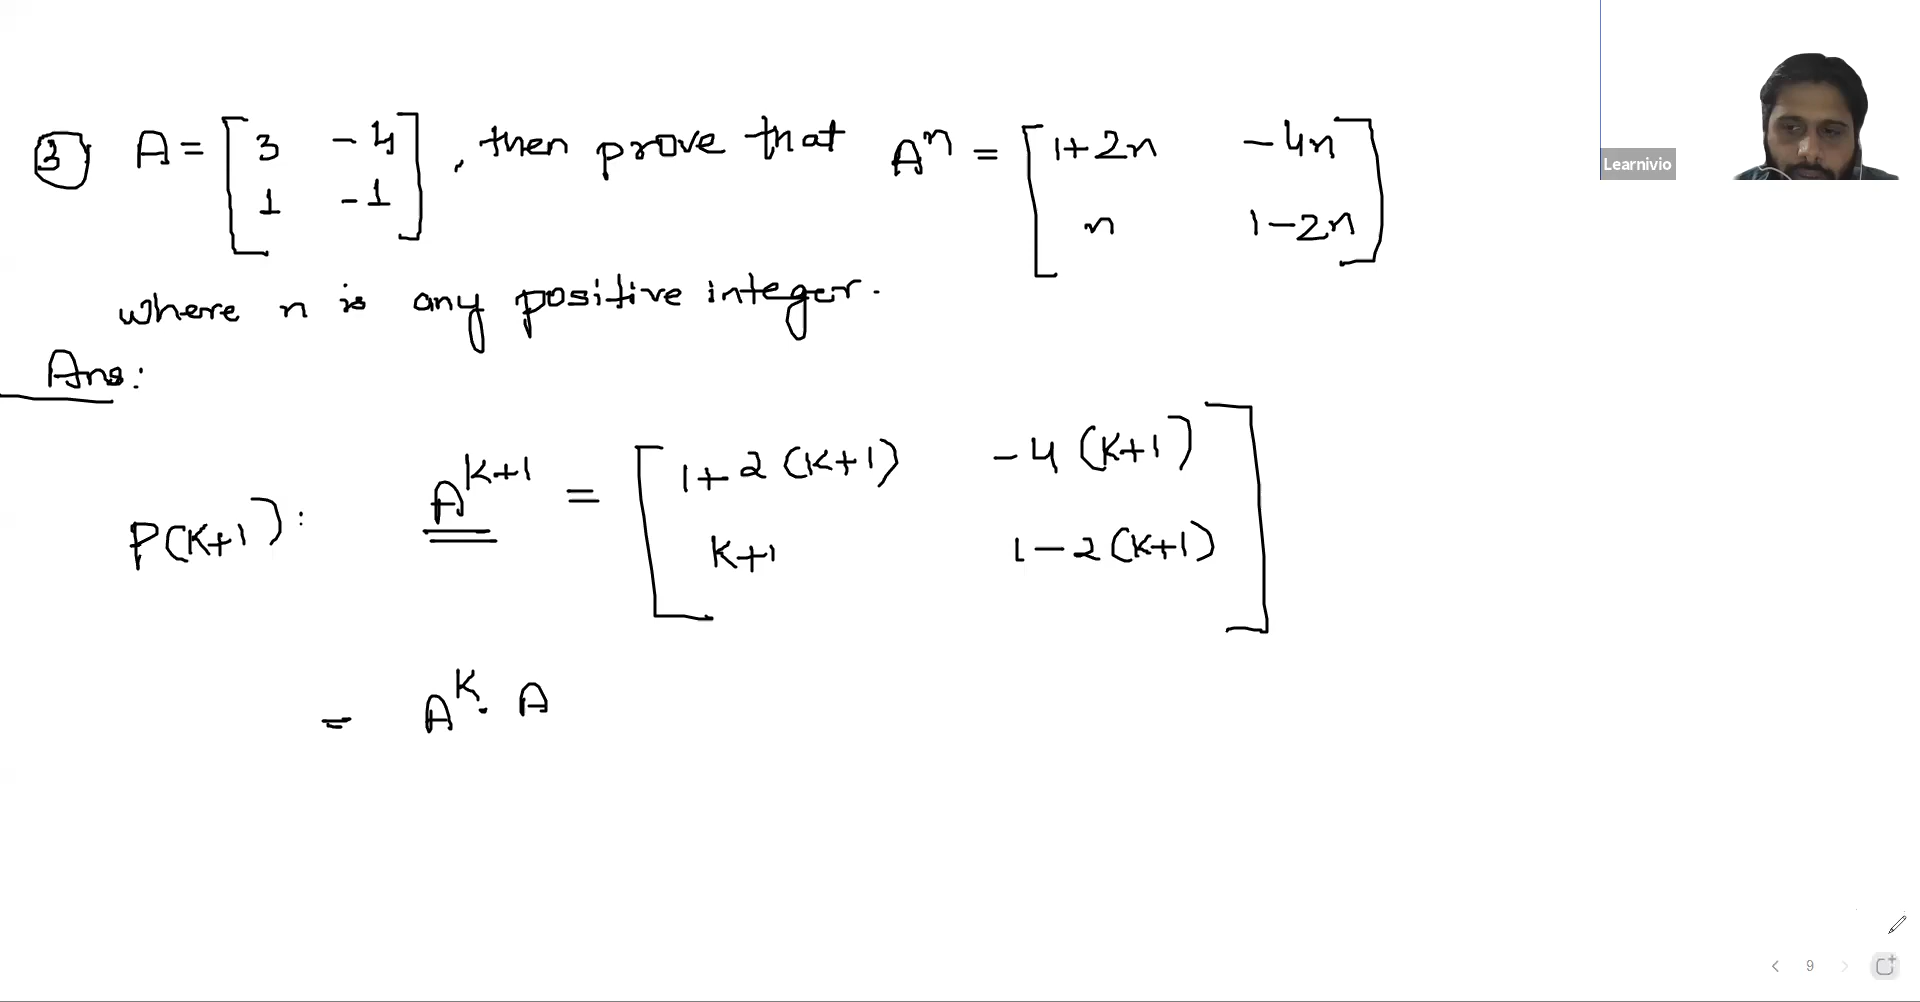 ③ A = [ 3 -4 ] , then prove that Aⁿ = [ 1+2n -4n ]
[ 1 -1 ] [ n 1-2n ]
where n is any positive integer.
Ans:
P(K+1): A^(K+1) = [ 1+2(K+1) -4(K+1) ]
[ K+1 1-2(K+1) ]
= A^K. A
Learnivio
9